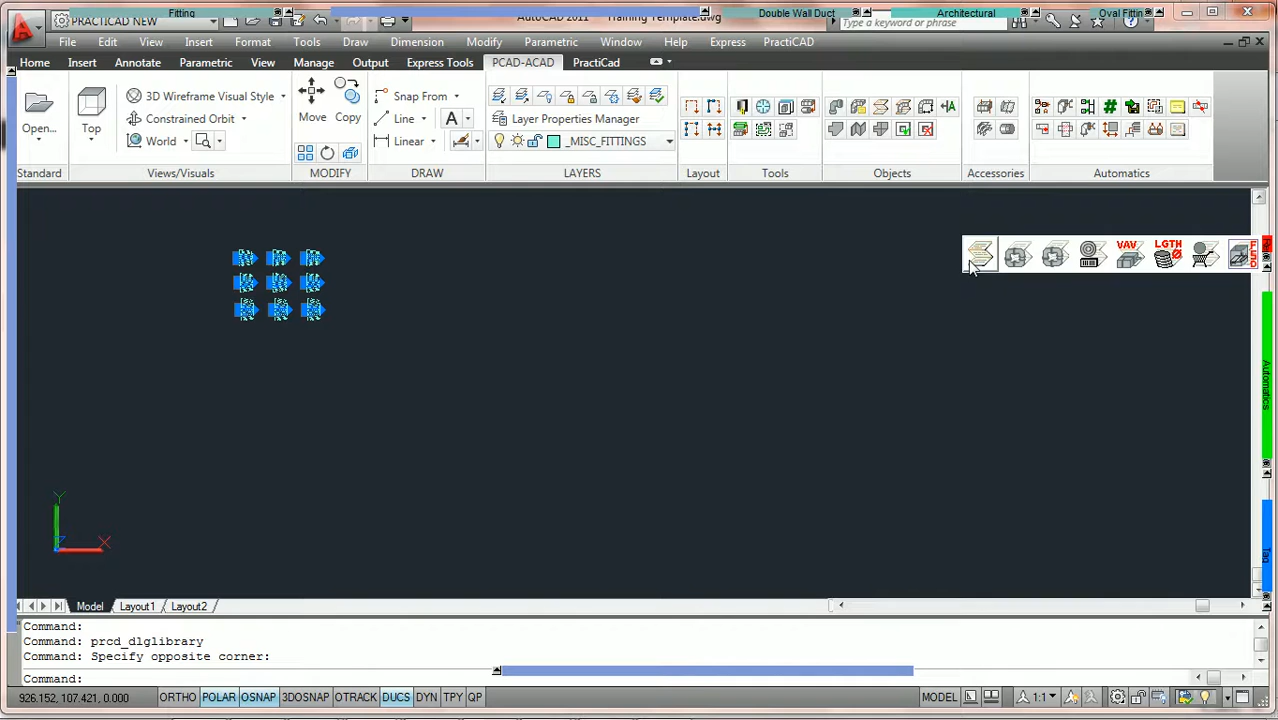 Fitting
Double Wall Duct
Architectural
Oval Fittin
PRACTICAD NEW
AutoCAD 2011
Training Template.dwg
Type a keyword or phrase
File Edit View Insert Format Tools Draw Dimension Modify Parametric Window Help Express PractiCAD
Home Insert Annotate Parametric View Manage Output Express Tools PCAD-ACAD PractiCad
3D Wireframe Visual Style
Snap From
Open...
Top
Constrained Orbit
Move
Copy
Line
A
Layer Properties Manager
World
Linear
_MISC_FITTINGS
Standard Views/Visuals MODIFY DRAW LAYERS Layout Tools Objects Accessories Automatics
VAV
LGTH
Ø
FSD
Automatics
Tag
Y
X
Model Layout1 Layout2
Command:
Command: prcd_dlglibrary
Command: Specify opposite corner:
Command:
926.152, 107.421, 0.000
ORTHO POLAR OSNAP 3DOSNAP OTRACK DUCS DYN TPY QP
MODEL
1:1